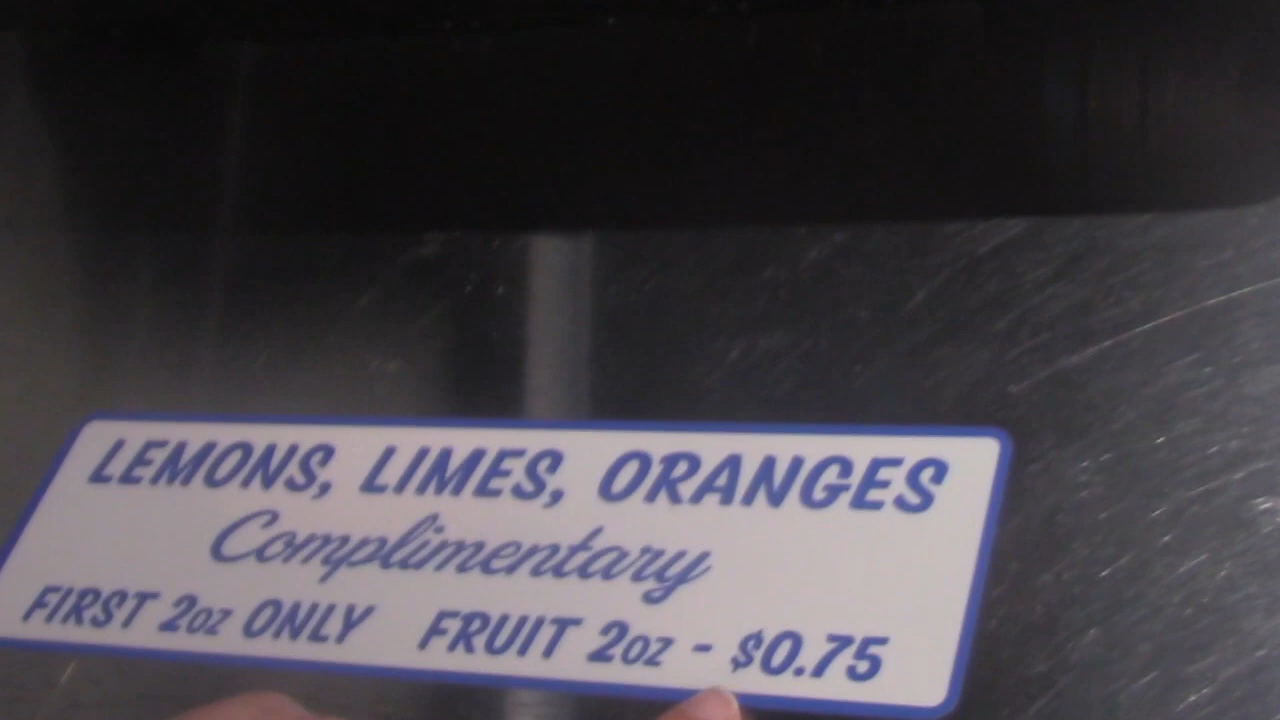 LEMONS, LIMES, ORANGES
Complimentary
FIRST 2oz ONLY FRUIT 2oz - $0.75